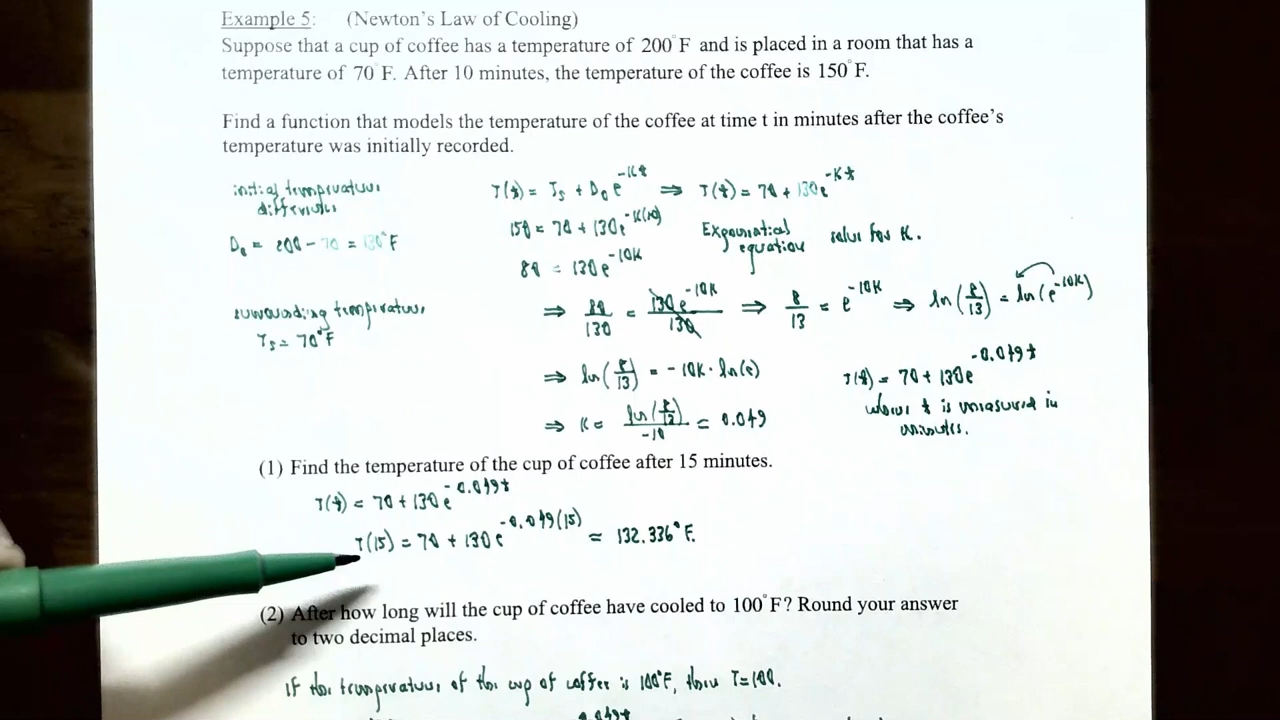 Example 5: (Newton's Law of Cooling)
Suppose that a cup of coffee has a temperature of 200°F and is placed in a room that has a
temperature of 70°F. After 10 minutes, the temperature of the coffee is 150°F.
Find a function that models the temperature of the coffee at time t in minutes after the coffee's
temperature was initially recorded.
initial temperature
difference
D₀ = 200 - 70 = 130°F
surrounding temperature
Tₛ = 70°F
T(t) = Tₛ + D₀e^(-Kt) ⇒ T(t) = 70 + 130e^(-Kt)
150 = 70 + 130e^(-K(10))
80 = 130e^(-10K)
Exponential
equation solve for K.
⇒ 80/130 = 130e^(-10K)/130 ⇒ 8/13 = e^(-10K) ⇒ ln(8/13) = ln(e^(-10K))
⇒ ln(8/13) = -10K · ln(e)
⇒ K = ln(8/13)/-10 = 0.049
T(t) = 70 + 130e^(-0.049t)
where t is measured in
minutes.
(1) Find the temperature of the cup of coffee after 15 minutes.
T(t) = 70 + 130e^(-0.049t)
T(15) = 70 + 130e^(-0.049(15)) = 132.336°F.
(2) After how long will the cup of coffee have cooled to 100°F? Round your answer
to two decimal places.
If the temperature of the cup of coffee is 100°F, then T=100.